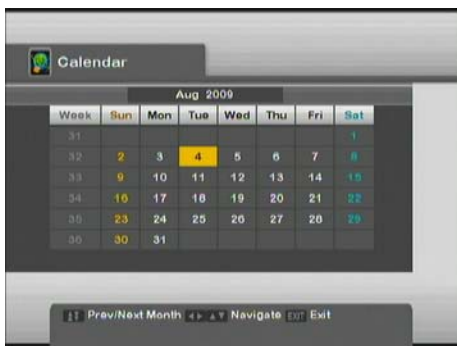 Calendar
Aug 2009
Week Sun Mon Tue Wed Thu Fri Sat
31 1
32 2 3 4 5 6 7 8
33 9 10 11 12 13 14 15
34 16 17 18 19 20 21 22
35 23 24 25 26 27 28 29
36 30 31
Prev/Next Month Navigate EXIT Exit